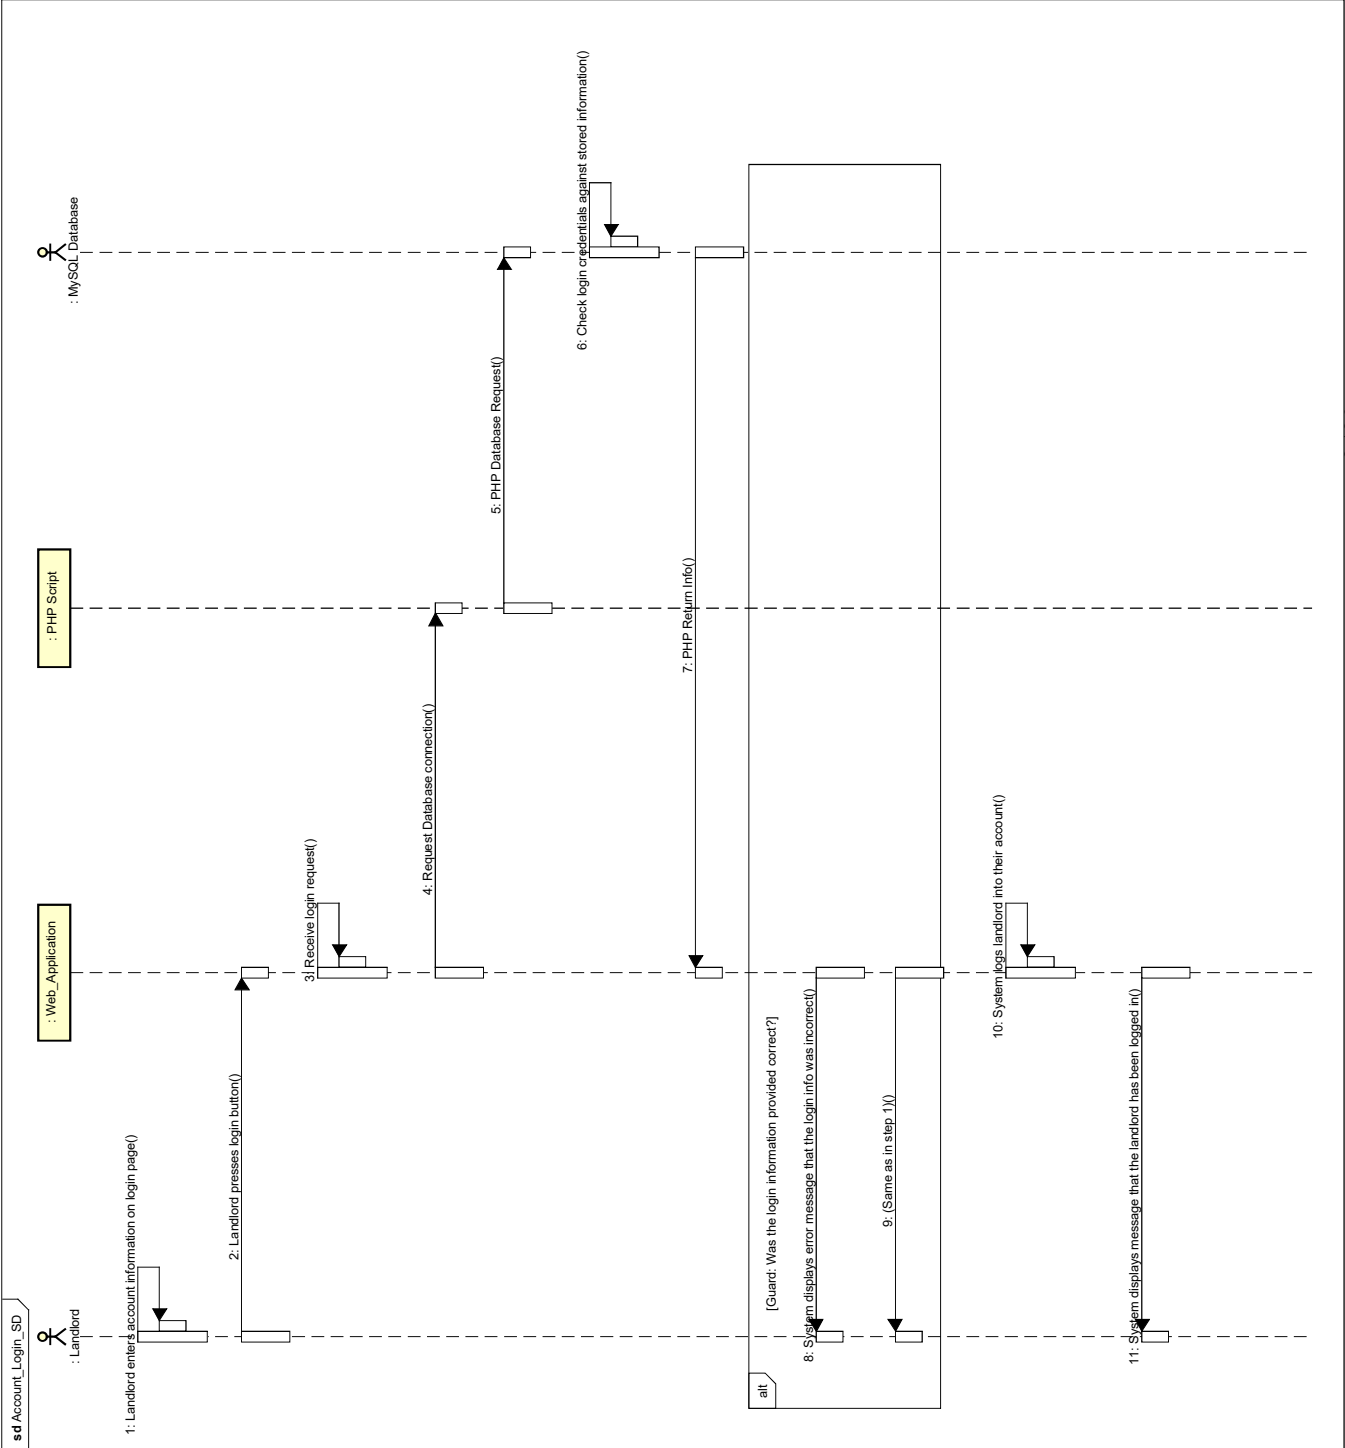 sd Account_Login_SD
: Landlord
: Web_Application
: PHP Script
: MySQL Database
1: Landlord enters account information on login page()
2: Landlord presses login button()
3: Receive login request()
4: Request Database connection()
5: PHP Database Request()
6: Check login credentials against stored information()
7: PHP Return Info()
alt
[Guard: Was the login information provided correct?]
8: System displays error message that the login info was incorrect()
9: (Same as in step 1)()
10: System logs landlord into their account()
11: System displays message that the landlord has been logged in()